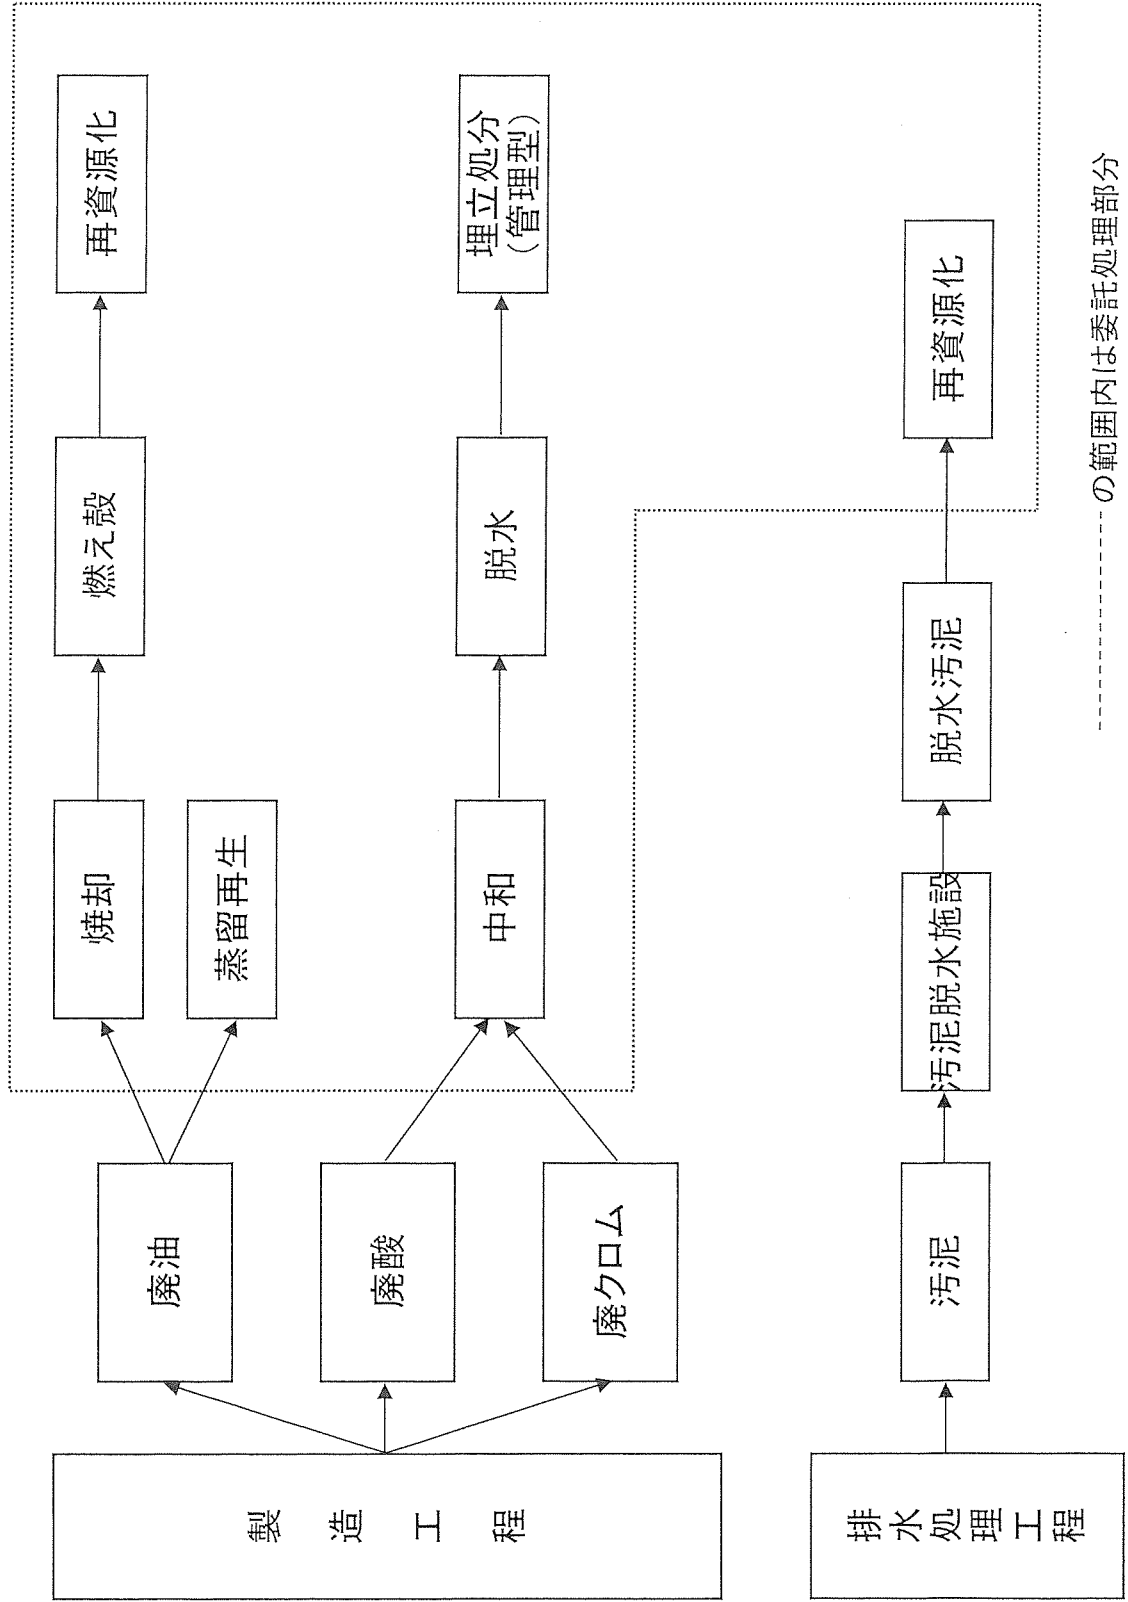 製造工程
廃油
焼却
燃え殻
再資源化
蒸留再生
廃酸
廃クロム
中和
脱水
埋立処分
（管理型）
排水処理工程
汚泥
汚泥脱水施設
脱水汚泥
再資源化
の範囲内は委託処理部分